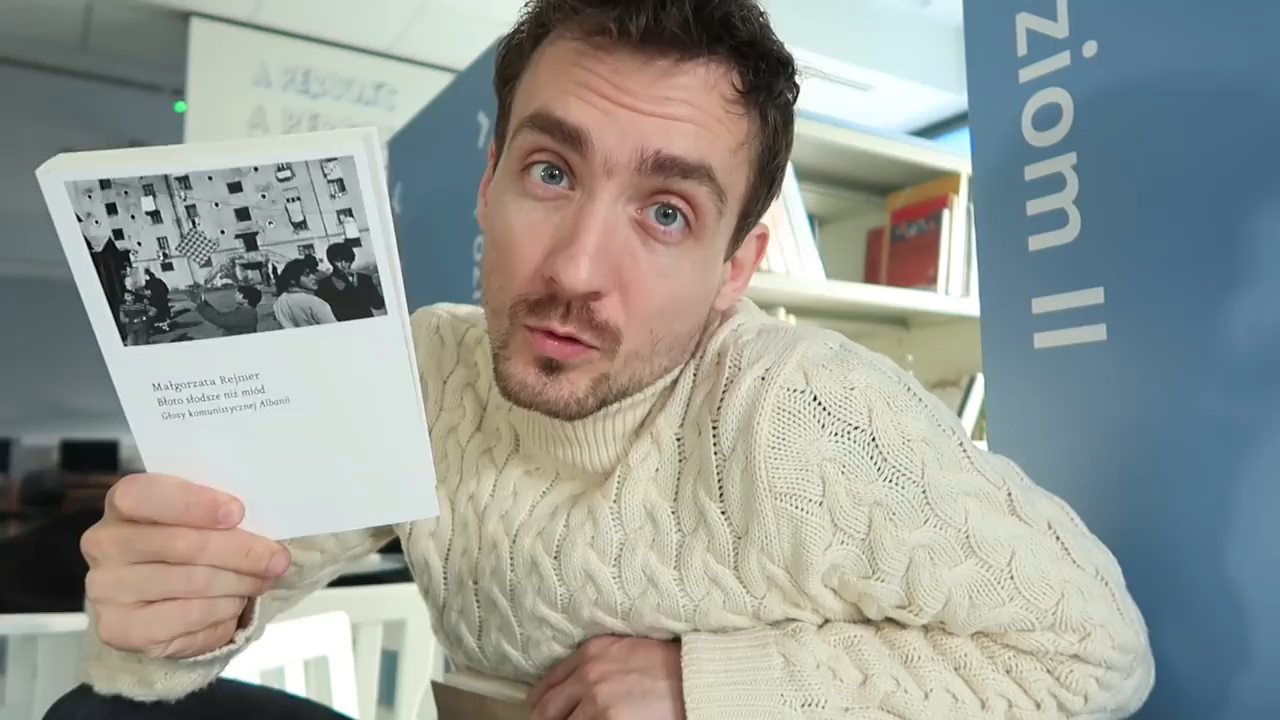 Małgorzata Rejmer
Błoto słodsze niż miód
Głosy komunistycznej Albanii
ziom II